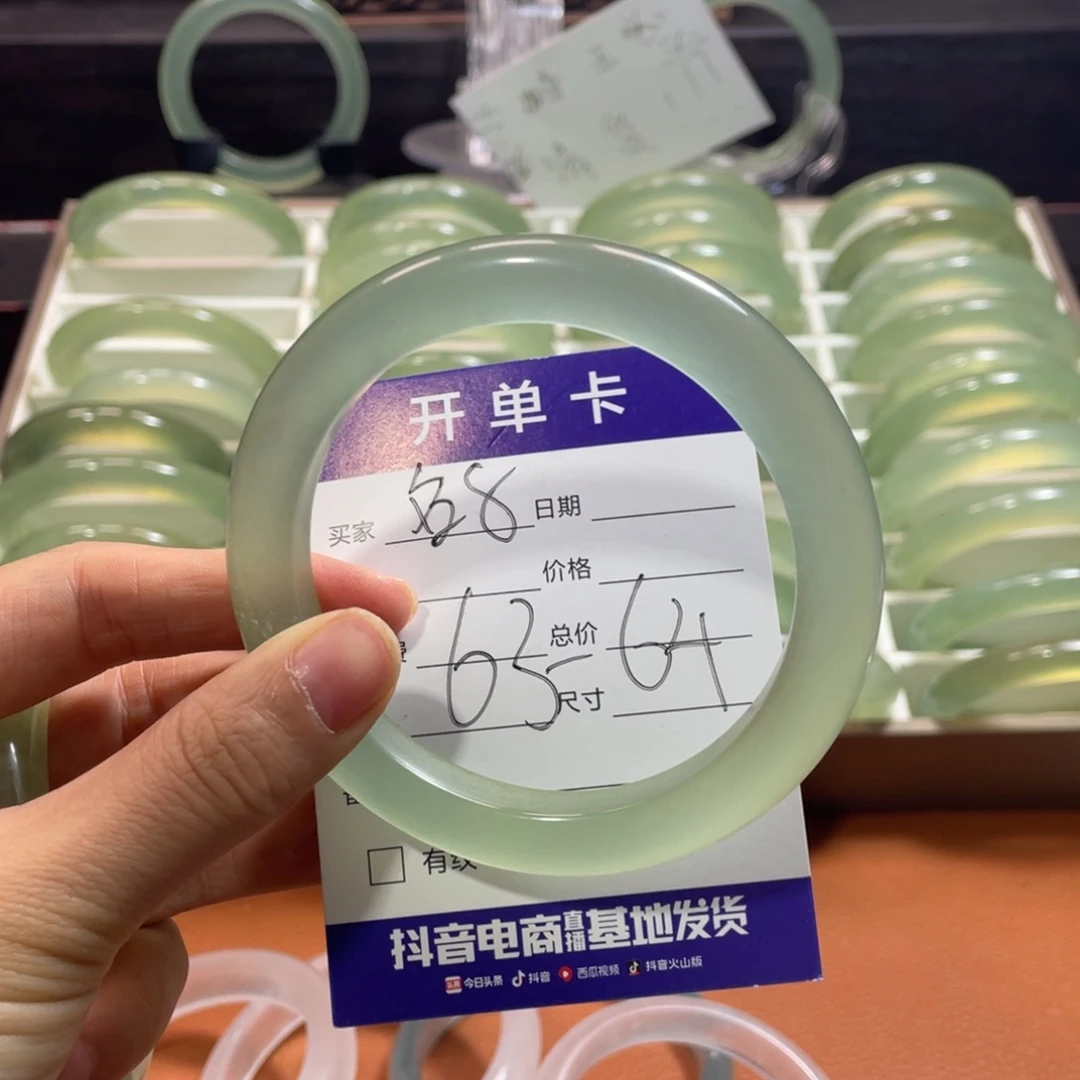 开单卡
买家 88 日期
价格
费 总价
63-64
尺寸
有纹
抖音电商直播基地发货
今日头条 抖音 西瓜视频 抖音火山版